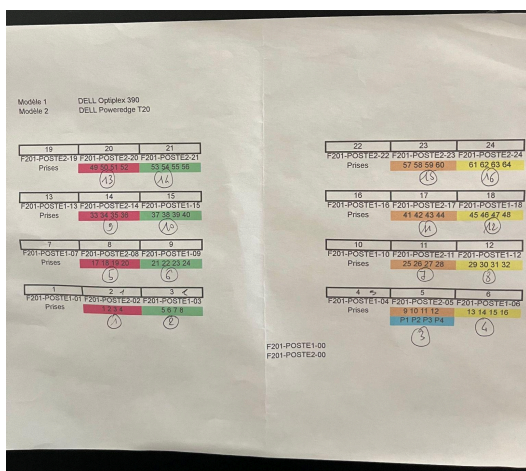 Modèle 1 DELL Optiplex 390
Modèle 2 DELL Poweredge T20
19 20 21
F201-POSTE2-19 F201-POSTE2-20 F201-POSTE2-21
Prises 49 50 51 52 53 54 55 56
13 14
13 14 15
F201-POSTE1-13 F201-POSTE2-14 F201-POSTE1-15
Prises 33 34 35 36 37 38 39 40
9 10
7 8 9
F201-POSTE1-07 F201-POSTE2-08 F201-POSTE1-09
Prises 17 18 19 20 21 22 23 24
5 6
1 2 3
F201-POSTE1-01 F201-POSTE2-02 F201-POSTE1-03
Prises 1 2 3 4 5 6 7 8
1 2
22 23 24
F201-POSTE2-22 F201-POSTE2-23 F201-POSTE2-24
Prises 57 58 59 60 61 62 63 64
15 16
16 17 18
F201-POSTE1-16 F201-POSTE2-17 F201-POSTE1-18
Prises 41 42 43 44 45 46 47 48
11 12
10 11 12
F201-POSTE1-10 F201-POSTE2-11 F201-POSTE1-12
Prises 25 26 27 28 29 30 31 32
7 8
4 5 6
F201-POSTE1-04 F201-POSTE2-05 F201-POSTE1-06
Prises 9 10 11 12 13 14 15 16
P1 P2 P3 P4
3 4
F201-POSTE1-00
F201-POSTE2-00